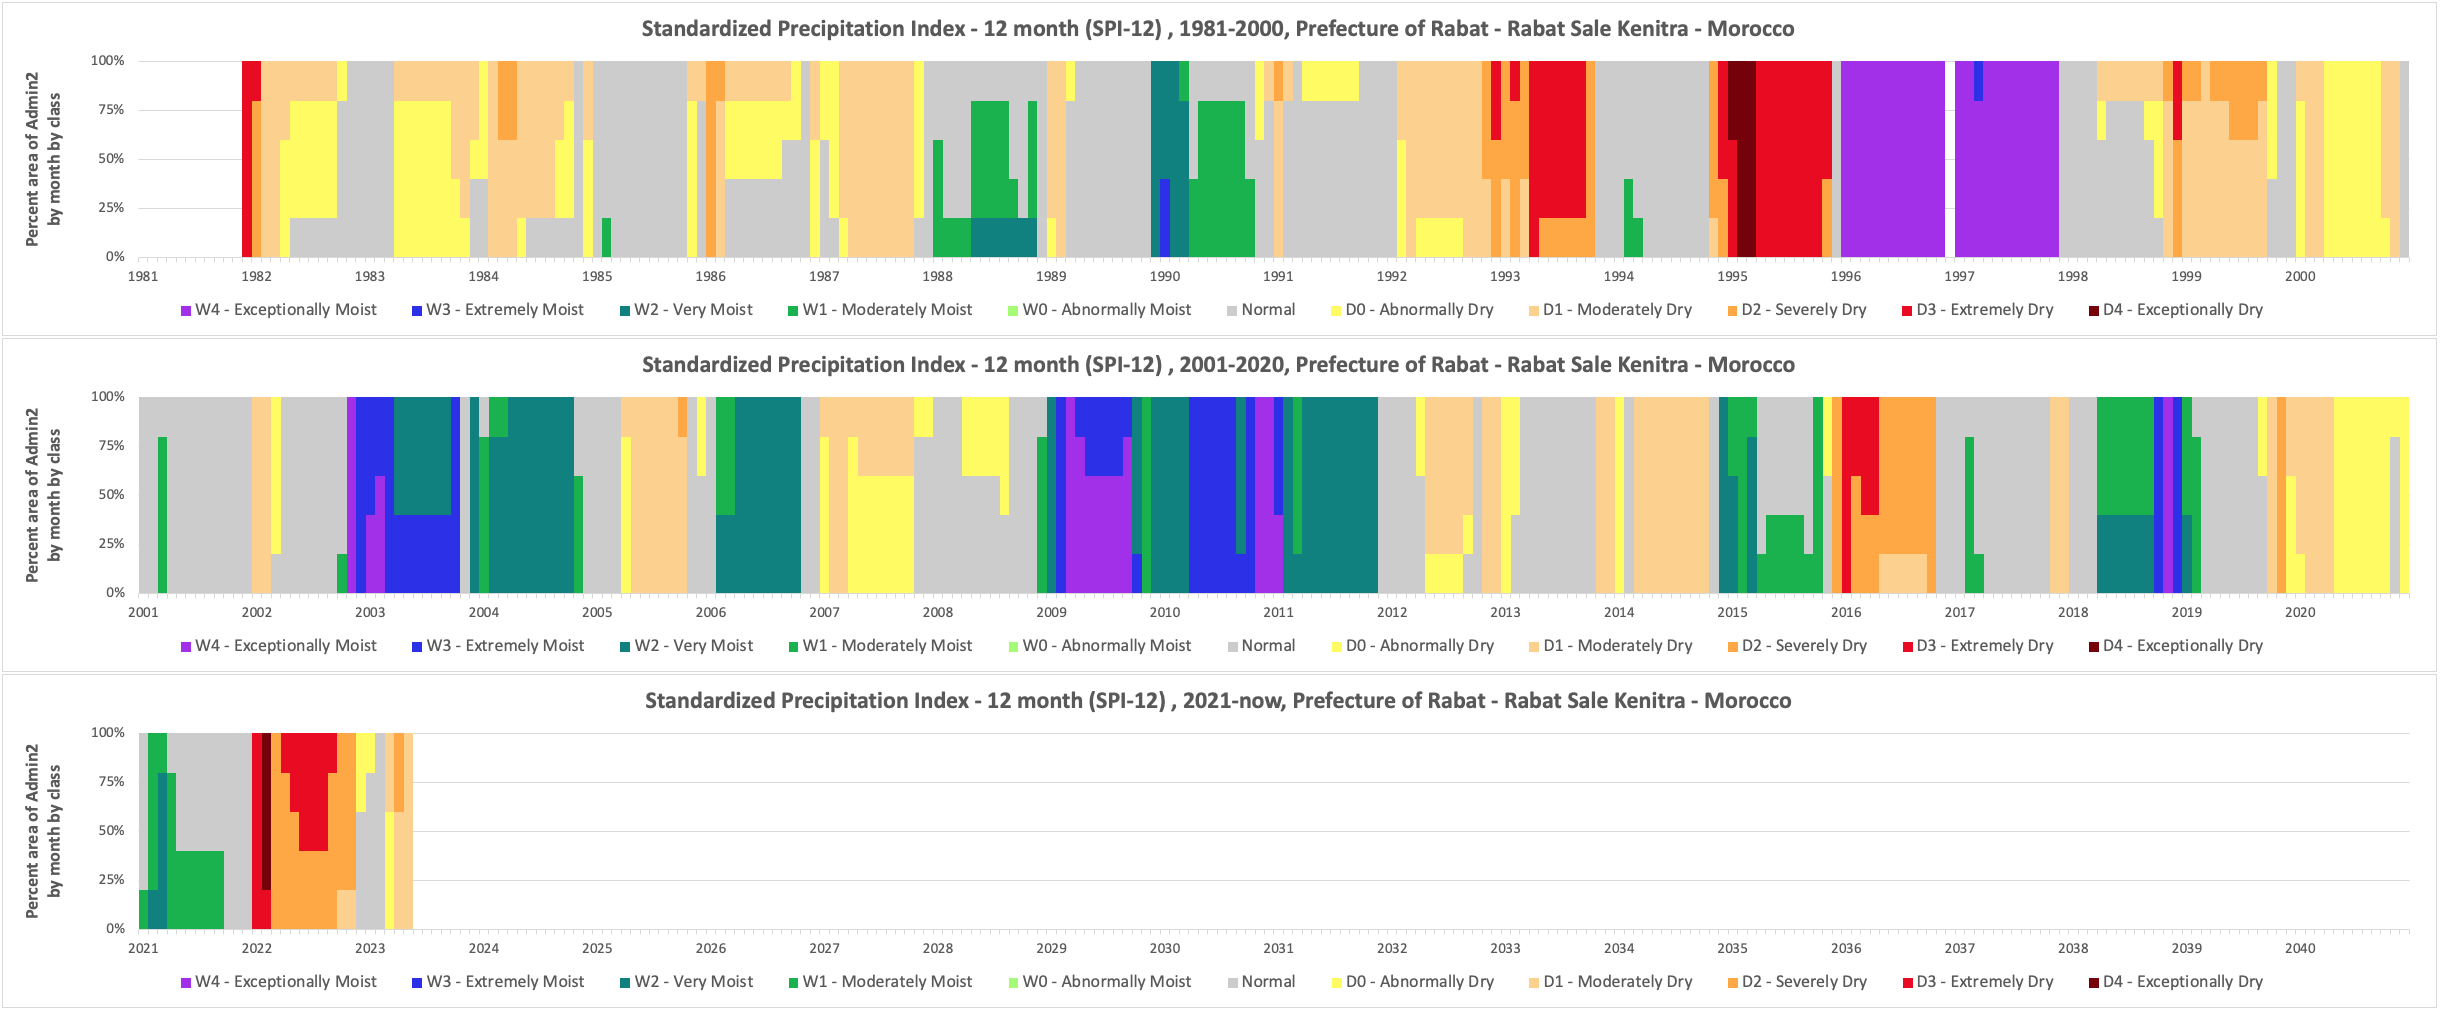 Standardized Precipitation Index - 12 month (SPI-12) , 1981-2000, Prefecture of Rabat - Rabat Sale Kenitra - Morocco
Percent area of Admin2
by month by class
100%
75%
50%
25%
0%
1981 1982 1983 1984 1985 1986 1987 1988 1989 1990 1991 1992 1993 1994 1995 1996 1997 1998 1999 2000
W4 - Exceptionally Moist W3 - Extremely Moist W2 - Very Moist W1 - Moderately Moist W0 - Abnormally Moist Normal D0 - Abnormally Dry D1 - Moderately Dry D2 - Severely Dry D3 - Extremely Dry D4 - Exceptionally Dry
Standardized Precipitation Index - 12 month (SPI-12) , 2001-2020, Prefecture of Rabat - Rabat Sale Kenitra - Morocco
Percent area of Admin2
by month by class
100%
75%
50%
25%
0%
2001 2002 2003 2004 2005 2006 2007 2008 2009 2010 2011 2012 2013 2014 2015 2016 2017 2018 2019 2020
W4 - Exceptionally Moist W3 - Extremely Moist W2 - Very Moist W1 - Moderately Moist W0 - Abnormally Moist Normal D0 - Abnormally Dry D1 - Moderately Dry D2 - Severely Dry D3 - Extremely Dry D4 - Exceptionally Dry
Standardized Precipitation Index - 12 month (SPI-12) , 2021-now, Prefecture of Rabat - Rabat Sale Kenitra - Morocco
Percent area of Admin2
by month by class
100%
75%
50%
25%
0%
2021 2022 2023 2024 2025 2026 2027 2028 2029 2030 2031 2032 2033 2034 2035 2036 2037 2038 2039 2040
W4 - Exceptionally Moist W3 - Extremely Moist W2 - Very Moist W1 - Moderately Moist W0 - Abnormally Moist Normal D0 - Abnormally Dry D1 - Moderately Dry D2 - Severely Dry D3 - Extremely Dry D4 - Exceptionally Dry